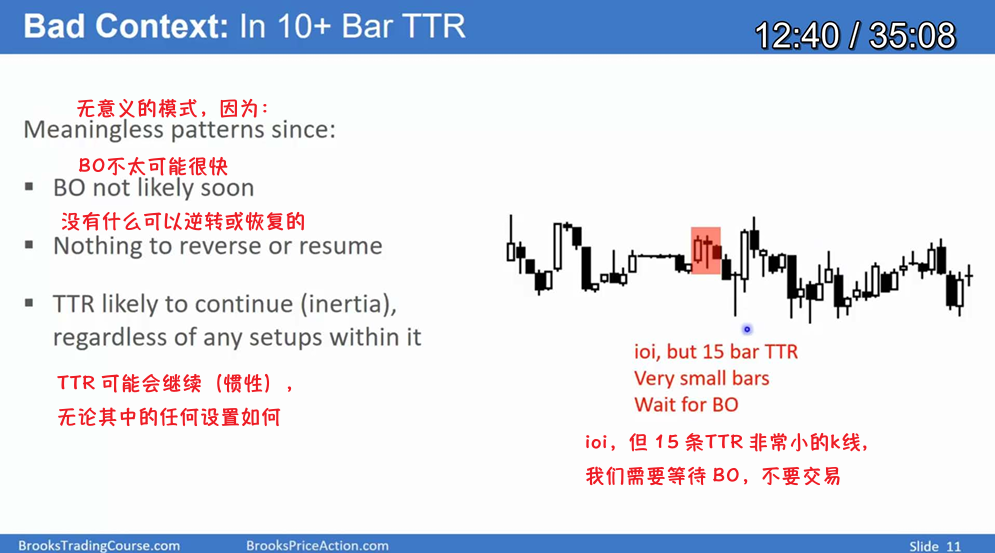 Bad Context: In 10+ Bar TTR
12:40 / 35:08
无意义的模式，因为：
Meaningless patterns since:
BO不太可能很快
▪ BO not likely soon
没有什么可以逆转或恢复的
▪ Nothing to reverse or resume
▪ TTR likely to continue (inertia),
regardless of any setups within it
TTR 可能会继续（惯性），
无论其中的任何设置如何
ioi, but 15 bar TTR
Very small bars
Wait for BO
ioi，但 15 条TTR 非常小的k线，
我们需要等待 BO，不要交易
BrooksTradingCourse.com
BrooksPriceAction.com
Slide 11